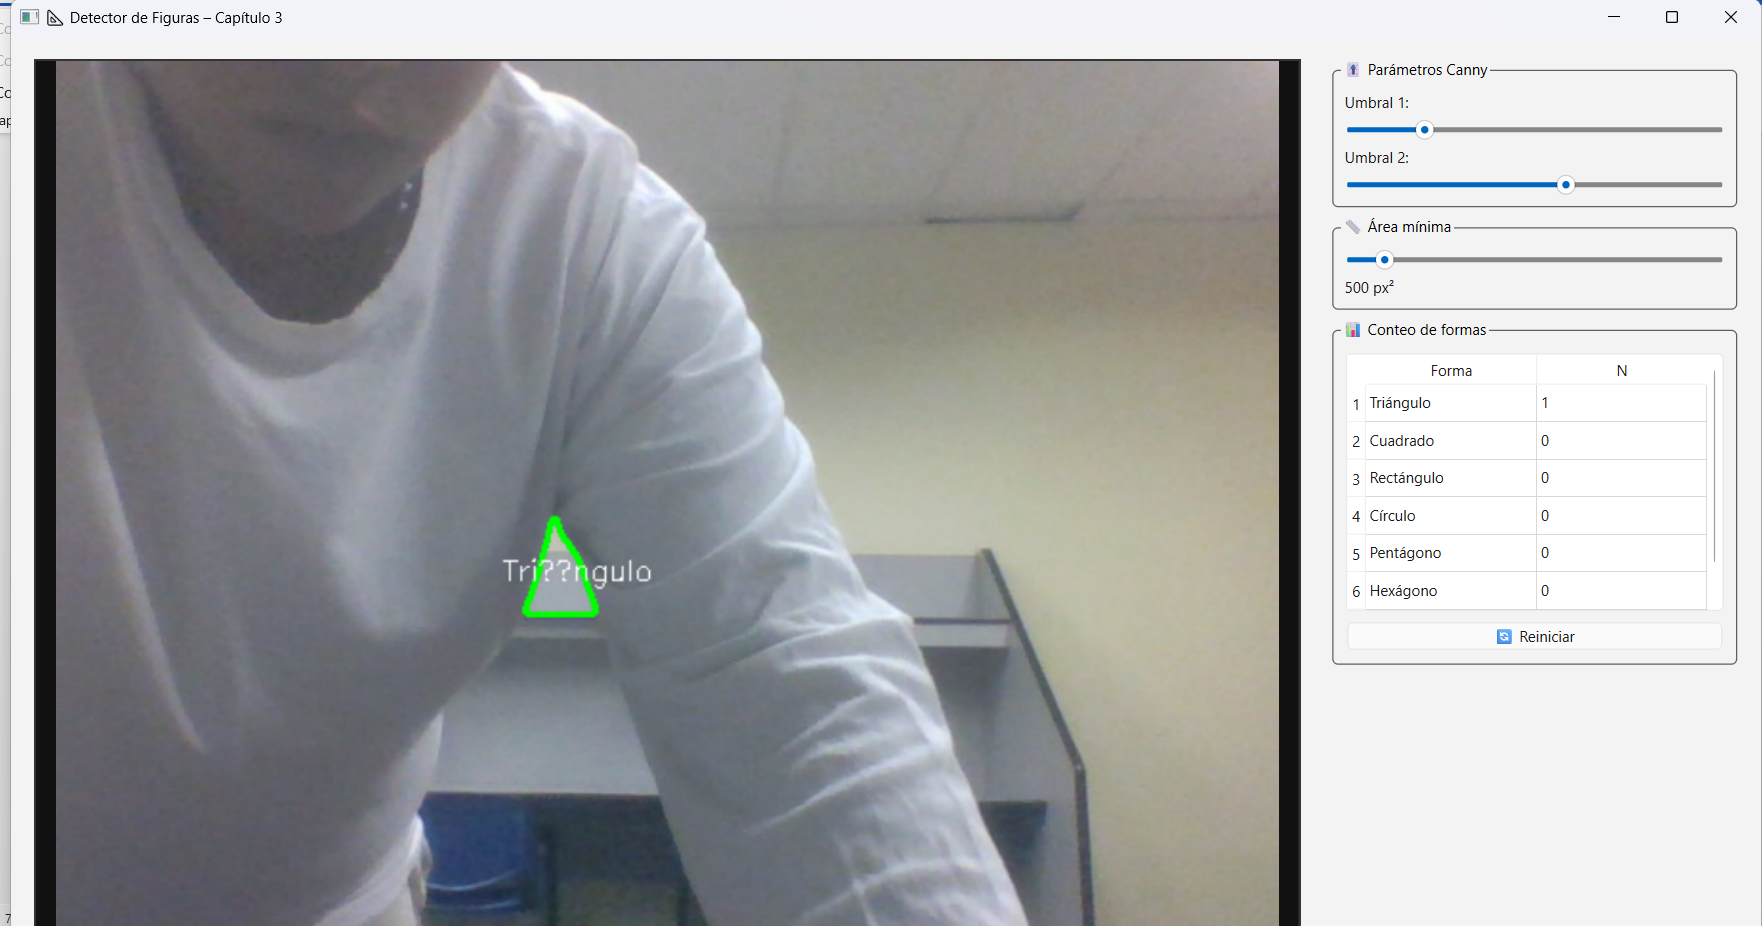 Detector de Figuras – Capítulo 3
Parámetros Canny
Umbral 1:
Umbral 2:
Área mínima
500 px²
Conteo de formas
Forma N
1 Triángulo 1
2 Cuadrado 0
3 Rectángulo 0
4 Círculo 0
5 Pentágono 0
6 Hexágono 0
Reiniciar
Tri??ngulo